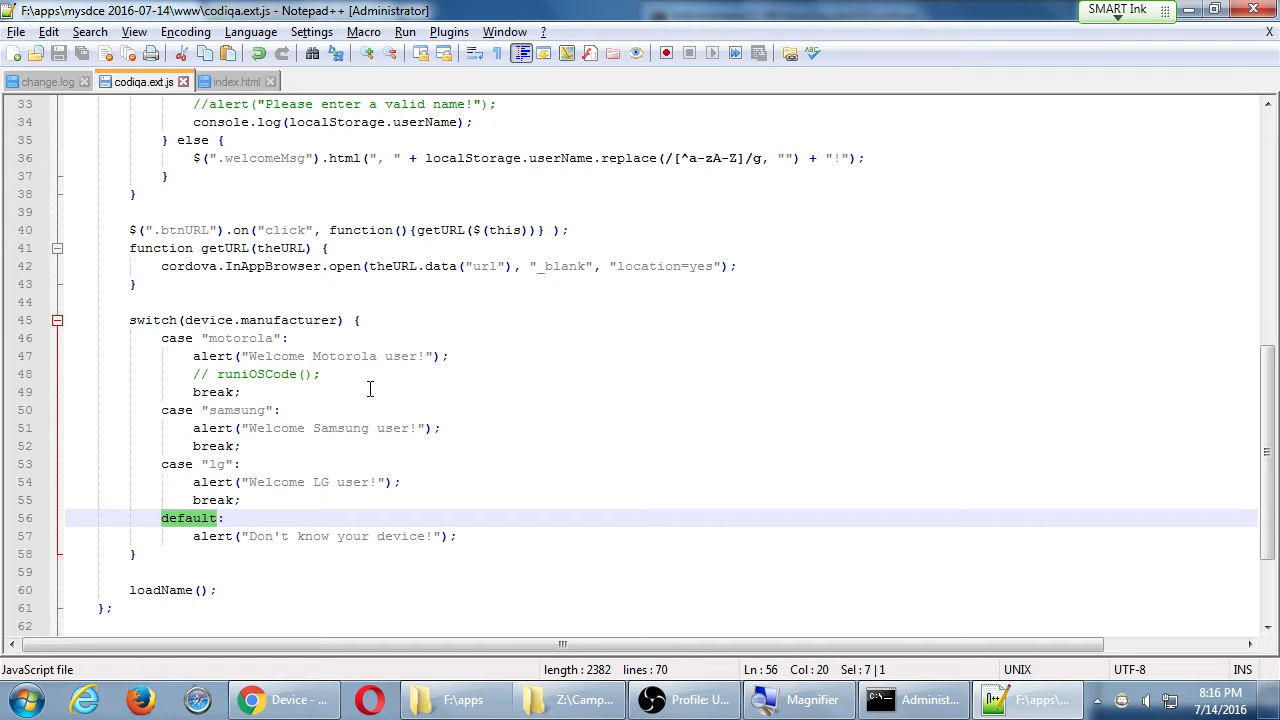 F:\apps\mysdce 2016-07-14\www\codiqa.ext.js - Notepad++ [Administrator]
SMART Ink
File Edit Search View Encoding Language Settings Macro Run Plugins Window ? X
change.log codiqa.ext.js index.html
33 //alert("Please enter a valid name!");
34 console.log(localStorage.userName);
35 } else {
36 $(".welcomeMsg").html(", " + localStorage.userName.replace(/[^a-zA-Z]/g, "") + "!");
37 }
38 }
39
40 $(".btnURL").on("click", function(){getURL($(this))} );
41 function getURL(theURL) {
42 cordova.InAppBrowser.open(theURL.data("url"), "_blank", "location=yes");
43 }
44
45 switch(device.manufacturer) {
46 case "motorola":
47 alert("Welcome Motorola user!");
48 // runiOSCode();
49 break;
50 case "samsung":
51 alert("Welcome Samsung user!");
52 break;
53 case "lg":
54 alert("Welcome LG user!");
55 break;
56 default:
57 alert("Don't know your device!");
58 }
59
60 loadName();
61 };
62
JavaScript file length : 2382 lines : 70 Ln : 56 Col : 20 Sel : 7 | 1 UNIX UTF-8 INS
Device - ... F:\apps Z:\Camp... Profile: U... Magnifier Administ... F:\apps\... 8:16 PM
7/14/2016